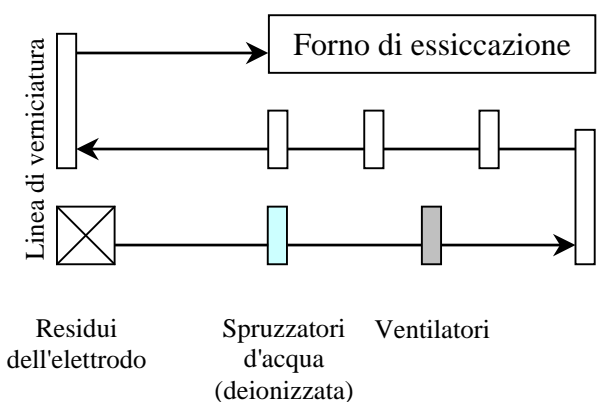 Forno di essiccazione
Linea di verniciatura
Residui
dell'elettrodo
Spruzzatori
d'acqua
(deionizzata)
Ventilatori